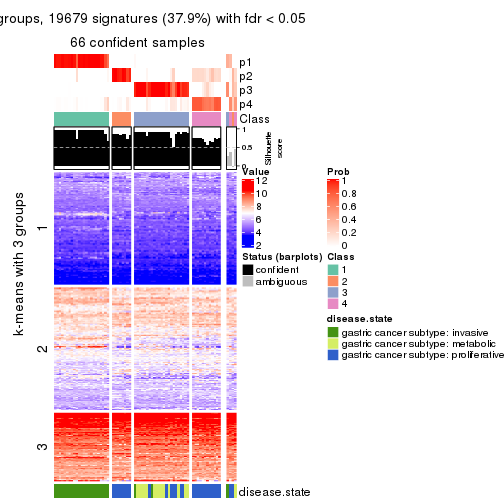 groups, 19679 signatures (37.9%) with fdr < 0.05
66 confident samples
p1
p2
p3
p4
Class
1
0.5
0
Silhouette
score
k-means with 3 groups
1
2
3
Value
12
10
8
6
4
2
Prob
1
0.8
0.6
0.4
0.2
0
Status (barplots)
confident
ambiguous
Class
1
2
3
4
disease.state
gastric cancer subtype: invasive
gastric cancer subtype: metabolic
gastric cancer subtype: proliferative
disease.state